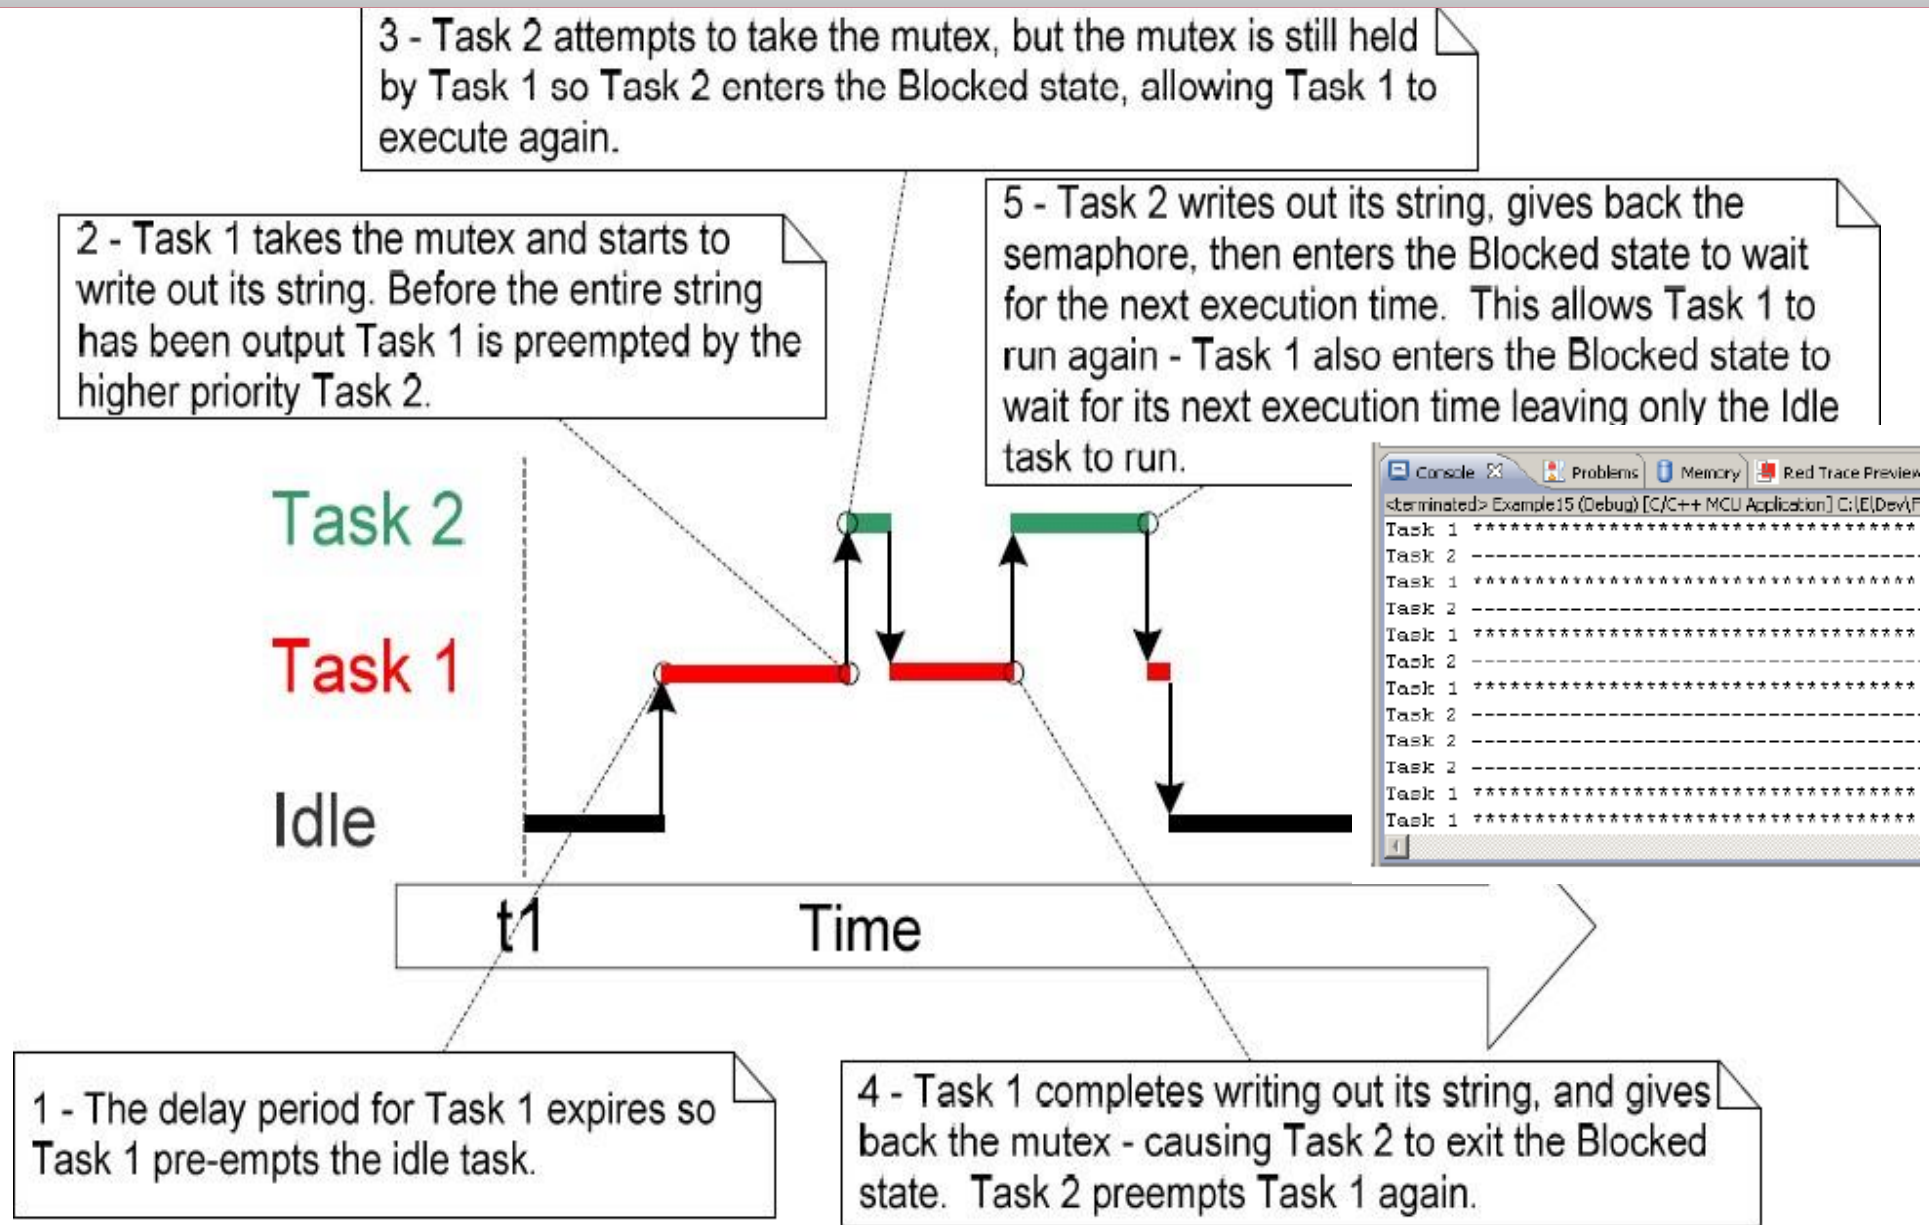 3 - Task 2 attempts to take the mutex, but the mutex is still held
by Task 1 so Task 2 enters the Blocked state, allowing Task 1 to
execute again.
2 - Task 1 takes the mutex and starts to
write out its string. Before the entire string
has been output Task 1 is preempted by the
higher priority Task 2.
5 - Task 2 writes out its string, gives back the
semaphore, then enters the Blocked state to wait
for the next execution time.  This allows Task 1 to
run again - Task 1 also enters the Blocked state to
wait for its next execution time leaving only the Idle
task to run.
Task 2
Task 1
Idle
t1
Time
Console
Problems
Memory
Red Trace Preview
<terminated> Example15 (Debug) [C/C++ MCU Application] C:\E\Dev\F
Task 1 ************************************
Task 2 ------------------------------------
Task 1 ************************************
Task 2 ------------------------------------
Task 1 ************************************
Task 2 ------------------------------------
Task 1 ************************************
Task 2 ------------------------------------
Task 2 ------------------------------------
Task 2 ------------------------------------
Task 1 ************************************
Task 1 ************************************
1 - The delay period for Task 1 expires so
Task 1 pre-empts the idle task.
4 - Task 1 completes writing out its string, and gives
back the mutex - causing Task 2 to exit the Blocked
state.  Task 2 preempts Task 1 again.